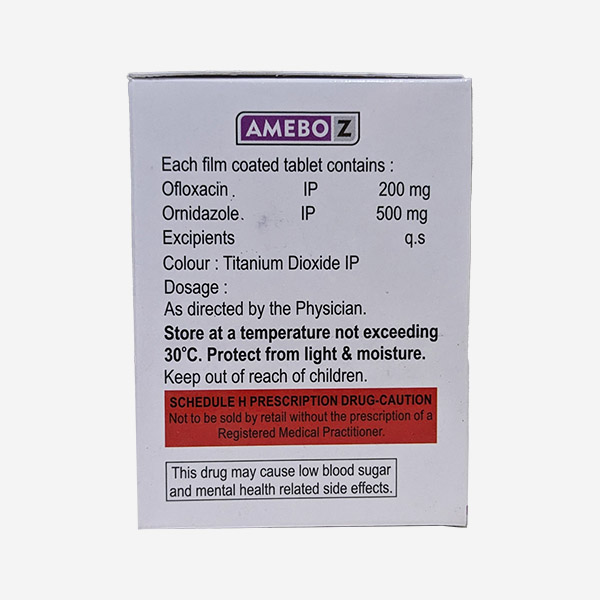 AMEBO Z
Each film coated tablet contains :
Ofloxacin. IP 200 mg
Ornidazole. IP 500 mg
Excipients q.s
Colour : Titanium Dioxide IP
Dosage :
As directed by the Physician.
Store at a temperature not exceeding
30°C. Protect from light & moisture.
Keep out of reach of children.
SCHEDULE H PRESCRIPTION DRUG-CAUTION
Not to be sold by retail without the prescription of a
Registered Medical Practitioner.
This drug may cause low blood sugar
and mental health related side effects.